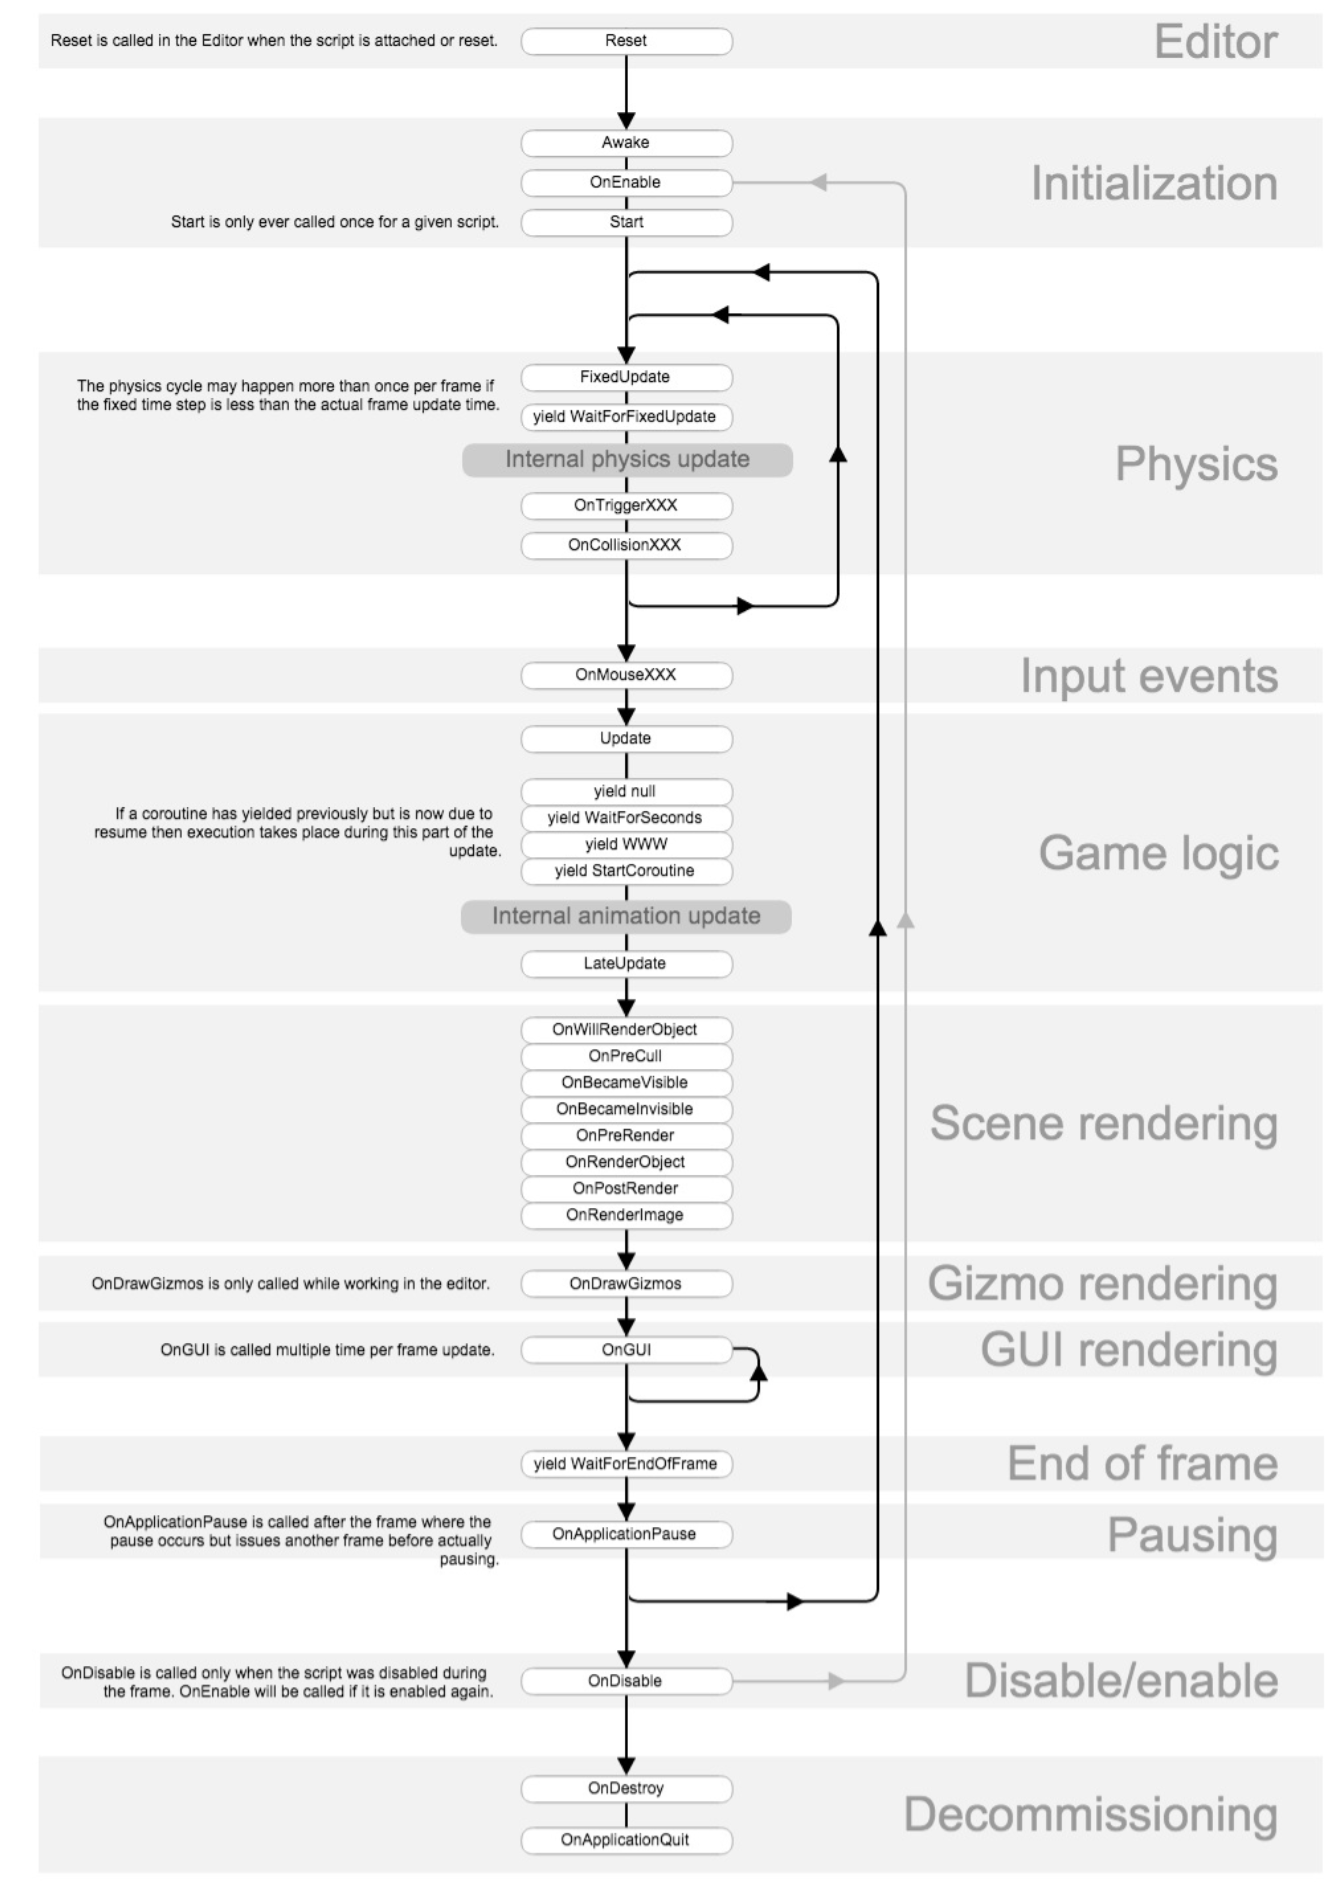 Reset is called in the Editor when the script is attached or reset.
Reset
Editor
Awake
OnEnable
Initialization
Start is only ever called once for a given script.
Start
FixedUpdate
The physics cycle may happen more than once per frame if
the fixed time step is less than the actual frame update time.
yield WaitForFixedUpdate
Internal physics update
Physics
OnTriggerXXX
OnCollisionXXX
OnMouseXXX
Input events
Update
yield null
If a coroutine has yielded previously but is now due to
resume then execution takes place during this part of the
update.
yield WaitForSeconds
yield WWW
yield StartCoroutine
Game logic
Internal animation update
LateUpdate
OnWillRenderObject
OnPreCull
OnBecameVisible
OnBecameInvisible
OnPreRender
OnRenderObject
OnPostRender
OnRenderImage
Scene rendering
OnDrawGizmos is only called while working in the editor.
OnDrawGizmos
Gizmo rendering
OnGUI is called multiple time per frame update.
OnGUI
GUI rendering
yield WaitForEndOfFrame
End of frame
OnApplicationPause is called after the frame where the
pause occurs but issues another frame before actually
pausing.
OnApplicationPause
Pausing
OnDisable is called only when the script was disabled during
the frame. OnEnable will be called if it is enabled again.
OnDisable
Disable/enable
OnDestroy
OnApplicationQuit
Decommissioning